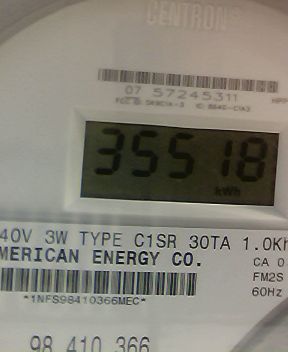 CENTRON
07 57245311
35518
kWh
40V 3W TYPE C1SR 30TA 1.0Kh
MERICAN ENERGY CO.
CA 0
FM2S
60Hz
*1NFS98410366MEC*
98 410 366